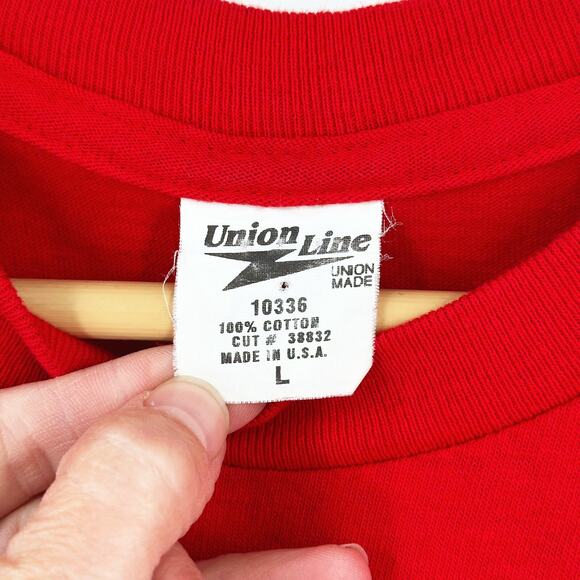 Union Line
UNION
MADE
10336
100% COTTON
CUT # 38832
MADE IN U.S.A.
L